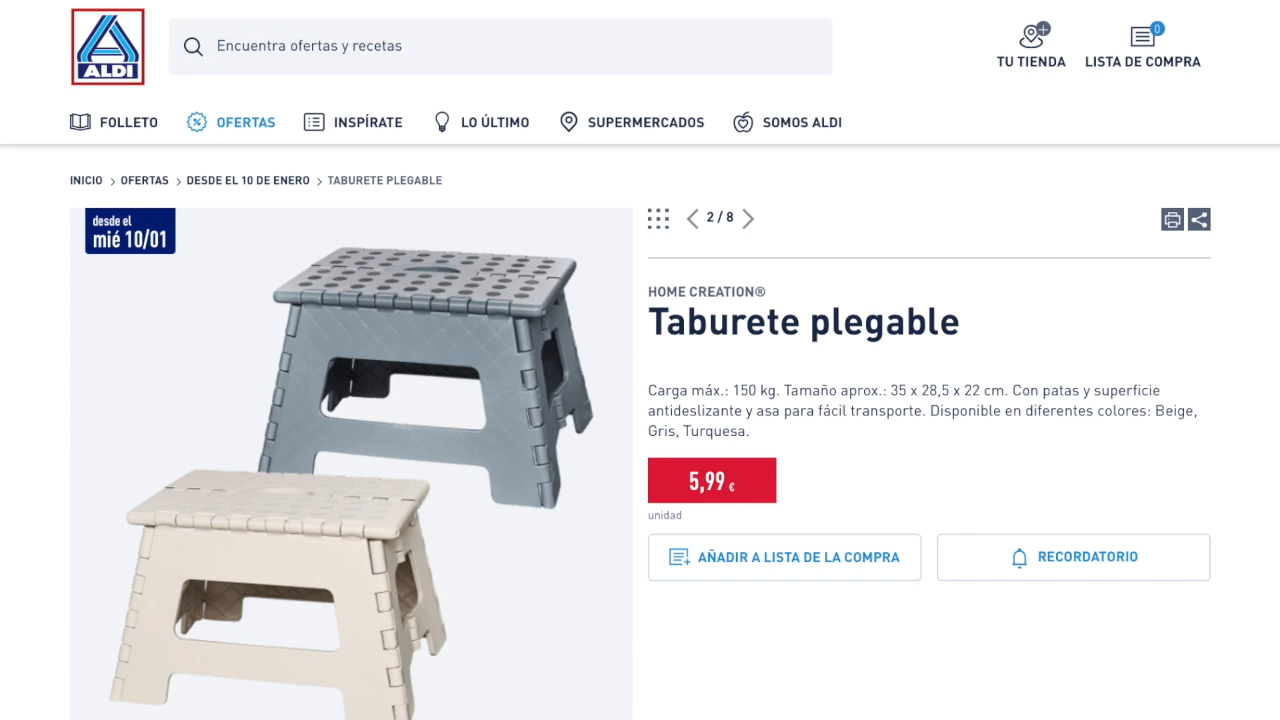 ALDI
Encuentra ofertas y recetas
TU TIENDA
0
LISTA DE COMPRA
FOLLETO
OFERTAS
INSPÍRATE
LO ÚLTIMO
SUPERMERCADOS
SOMOS ALDI
INICIO > OFERTAS > DESDE EL 10 DE ENERO > TABURETE PLEGABLE
desde el
mié 10/01
2 / 8
HOME CREATION®
Taburete plegable
Carga máx.: 150 kg. Tamaño aprox.: 35 x 28,5 x 22 cm. Con patas y superficie
antideslizante y asa para fácil transporte. Disponible en diferentes colores: Beige,
Gris, Turquesa.
5,99 €
unidad
AÑADIR A LISTA DE LA COMPRA
RECORDATORIO